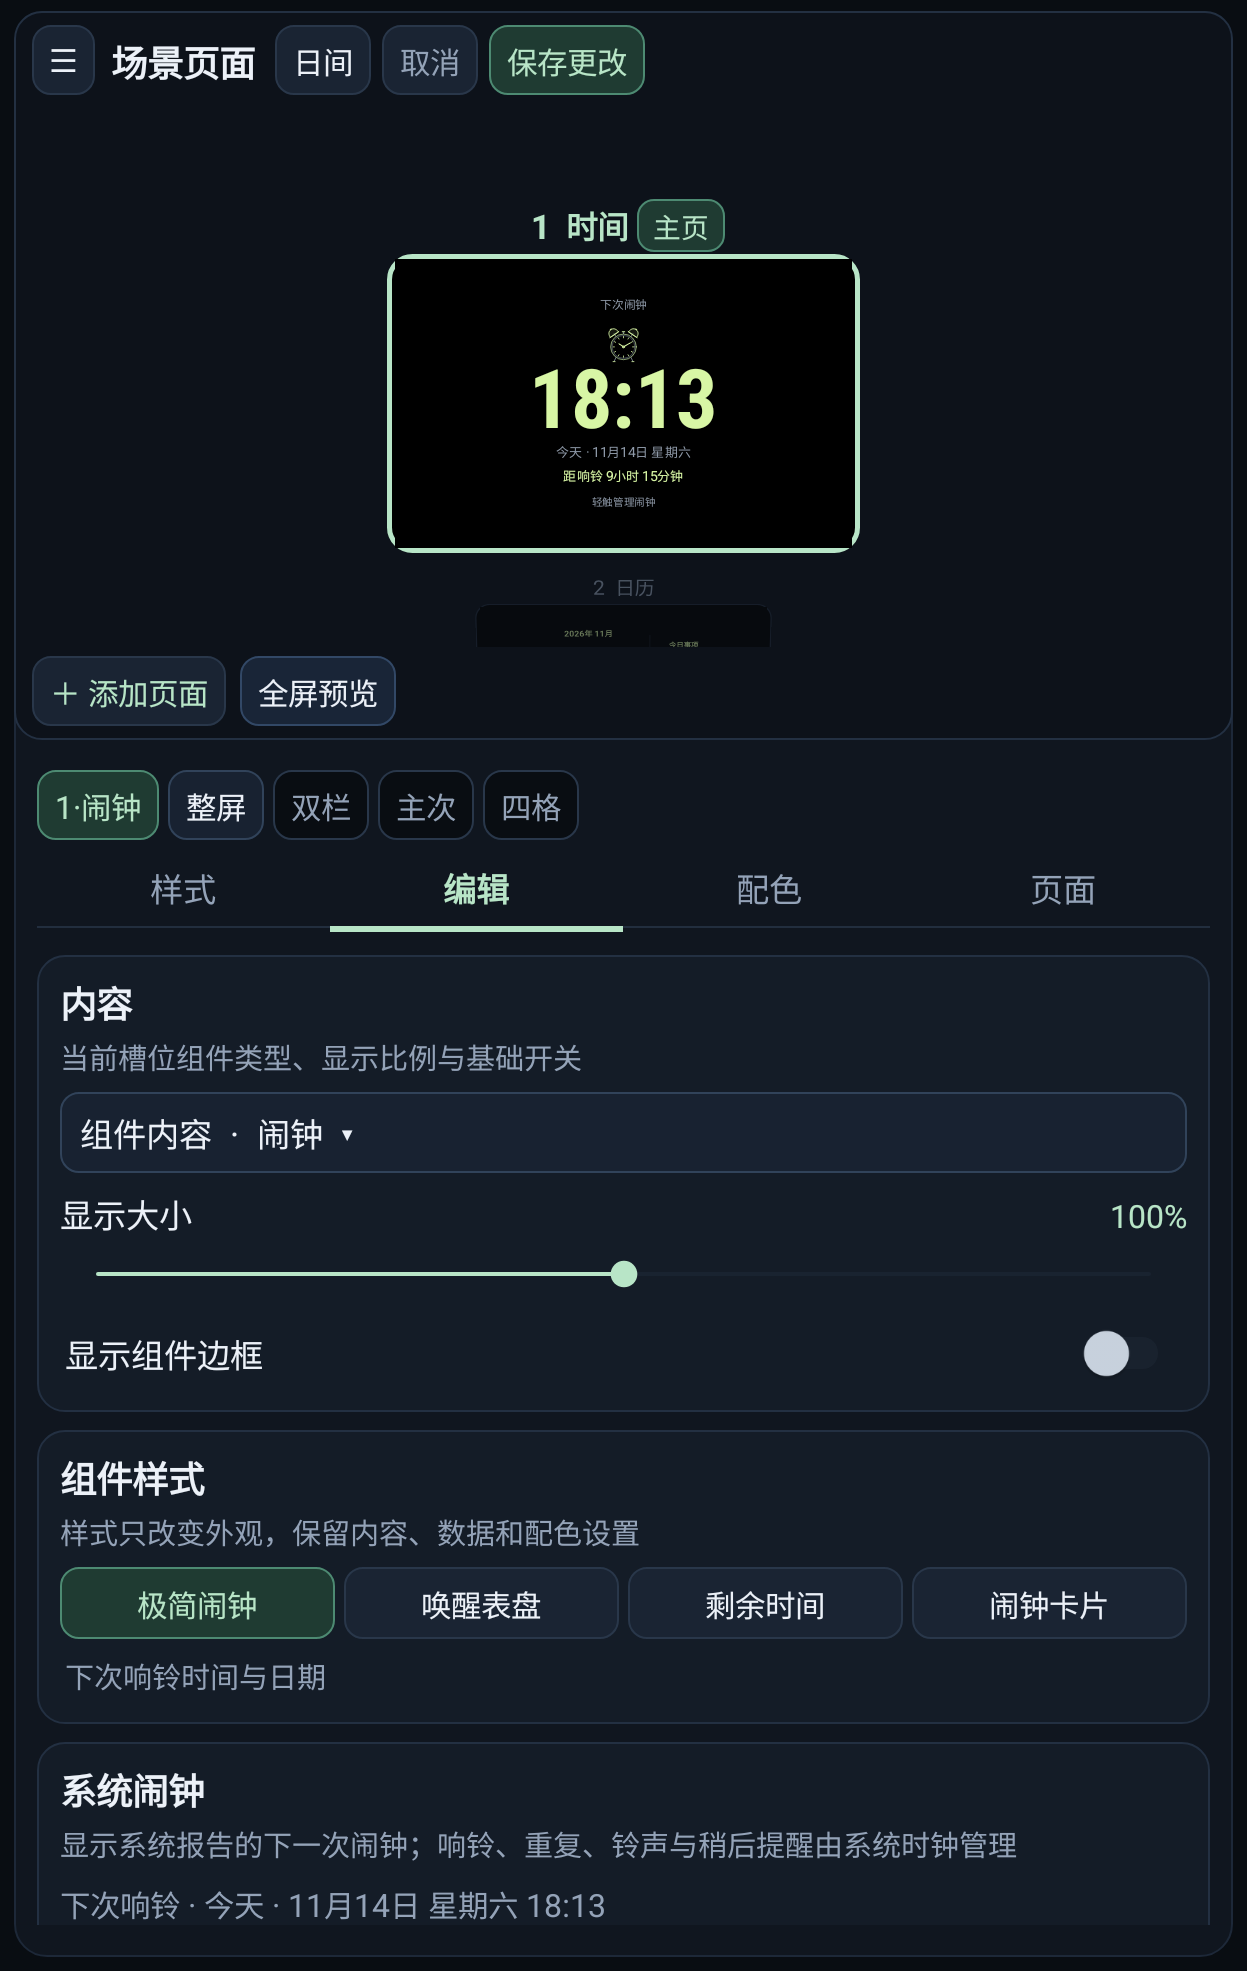 ☰ 场景页面 日间 取消 保存更改
1 时间 主页
下次闹钟
18:13
今天 · 11月14日 星期六
距响铃 9小时 15分钟
轻触管理闹钟
2 日历
2026年 11月
今日事项
＋ 添加页面 全屏预览
1·闹钟 整屏 双栏 主次 四格
样式 编辑 配色 页面
内容
当前槽位组件类型、显示比例与基础开关
组件内容 · 闹钟 ▾
显示大小 100%
显示组件边框
组件样式
样式只改变外观，保留内容、数据和配色设置
极简闹钟 唤醒表盘 剩余时间 闹钟卡片
下次响铃时间与日期
系统闹钟
显示系统报告的下一次闹钟；响铃、重复、铃声与稍后提醒由系统时钟管理
下次响铃 · 今天 · 11月14日 星期六 18:13